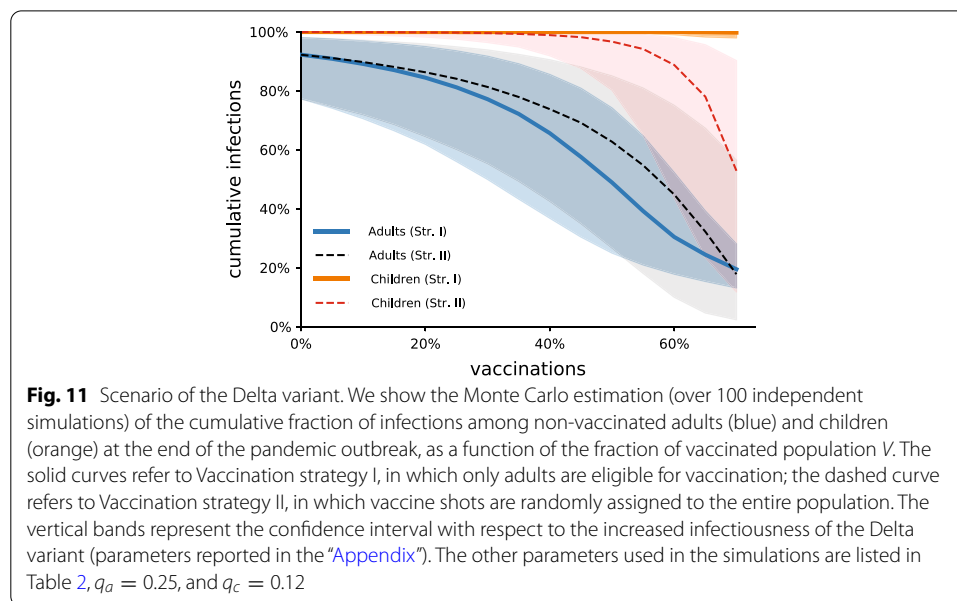 100%
80%
60%
40%
20%
0%
cumulative infections
Adults (Str. I)
Adults (Str. II)
Children (Str. I)
Children (Str. II)
0%
20%
40%
60%
vaccinations
Fig. 11 Scenario of the Delta variant. We show the Monte Carlo estimation (over 100 independent
simulations) of the cumulative fraction of infections among non-vaccinated adults (blue) and children
(orange) at the end of the pandemic outbreak, as a function of the fraction of vaccinated population V. The
solid curves refer to Vaccination strategy I, in which only adults are eligible for vaccination; the dashed curve
refers to Vaccination strategy II, in which vaccine shots are randomly assigned to the entire population. The
vertical bands represent the confidence interval with respect to the increased infectiousness of the Delta
variant (parameters reported in the “Appendix”). The other parameters used in the simulations are listed in
Table 2, qₐ = 0.25, and q_c = 0.12